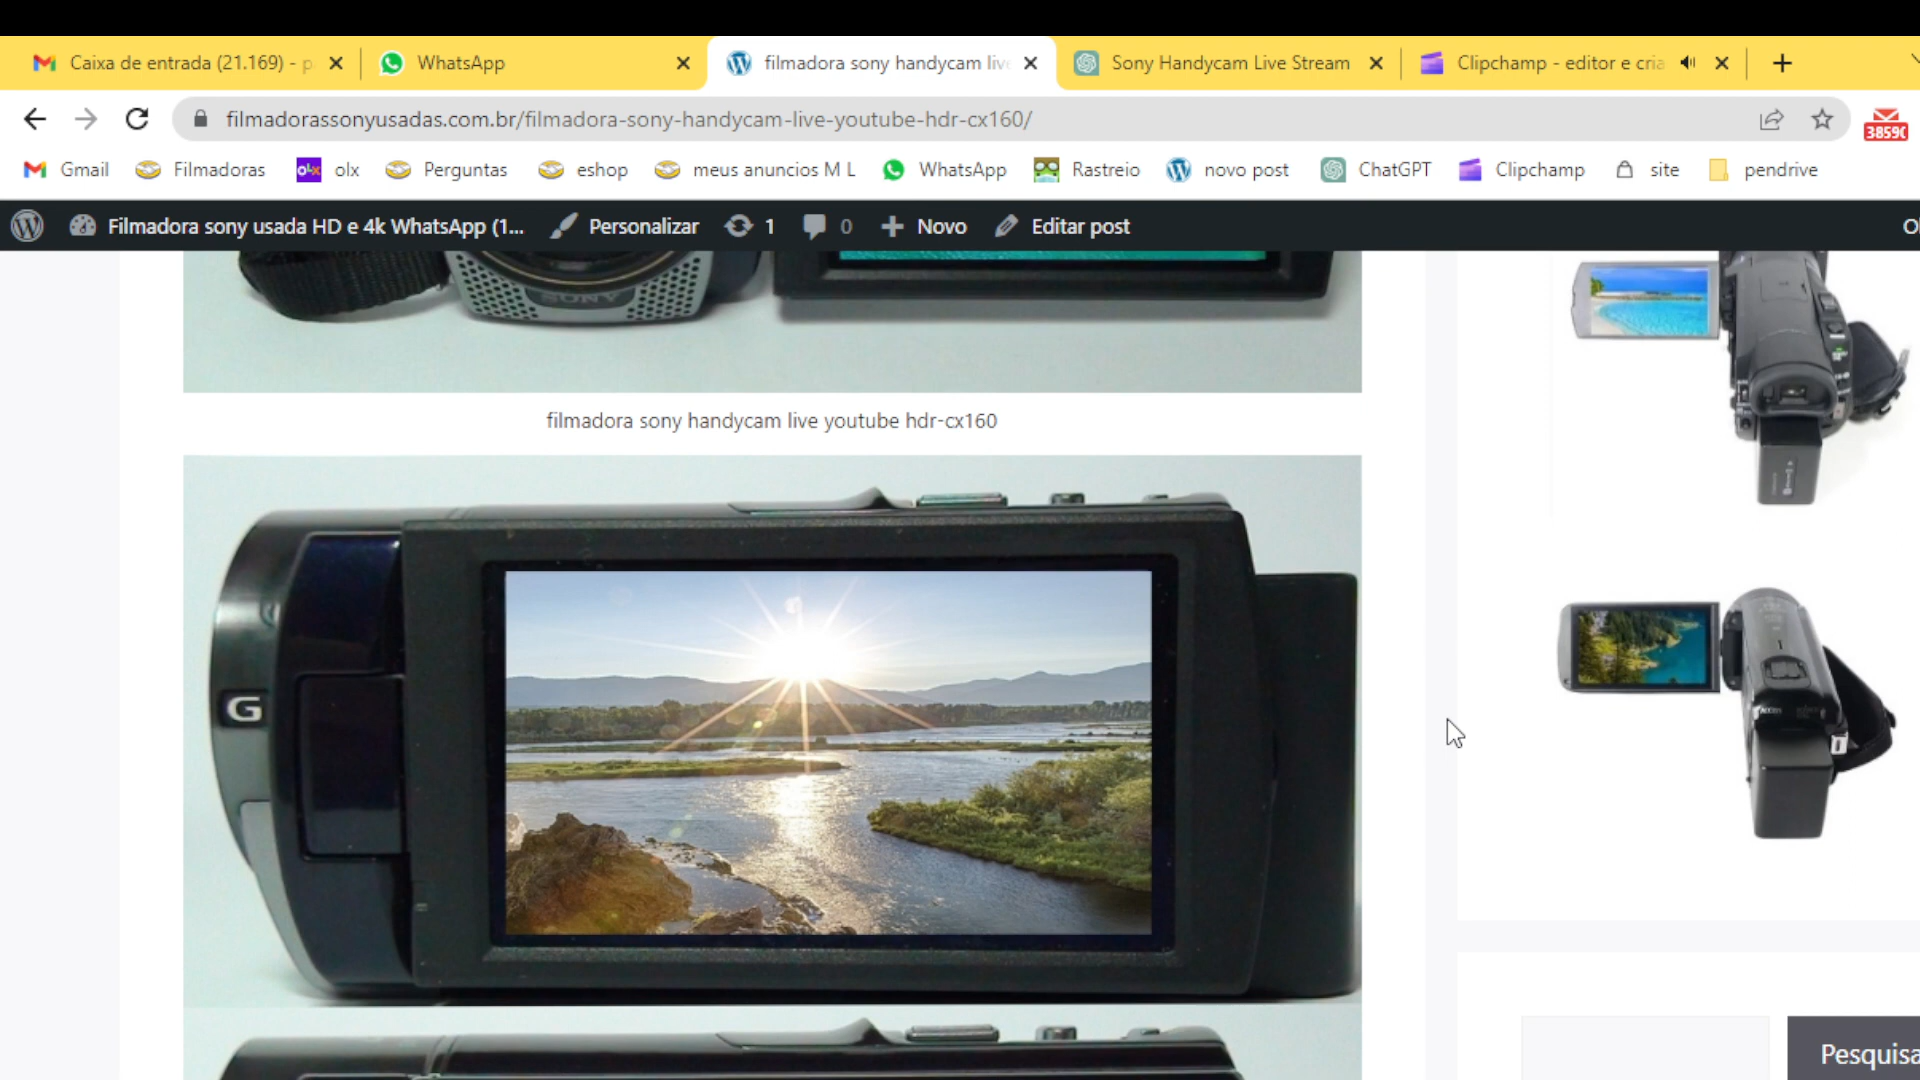 Caixa de entrada (21.169) - p
WhatsApp
filmadora sony handycam live
Sony Handycam Live Stream
Clipchamp - editor e cria
filmadorassonyusadas.com.br/filmadora-sony-handycam-live-youtube-hdr-cx160/
Gmail
Filmadoras
olx
olx
Perguntas
eshop
meus anuncios M L
WhatsApp
Rastreio
novo post
ChatGPT
Clipchamp
site
pendrive
Filmadora sony usada HD e 4k WhatsApp (1...
Personalizar
1
0
Novo
Editar post
SONY
filmadora sony handycam live youtube hdr-cx160
G
Pesquisa